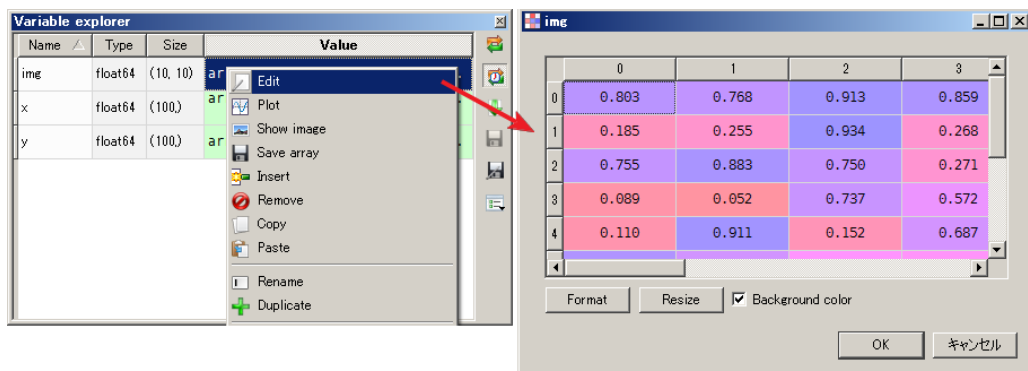 Variable explorer
Name Type Size Value
img float64 (10, 10) ar
x float64 (100,) ar
y float64 (100,) ar
Edit
Plot
Show image
Save array
Insert
Remove
Copy
Paste
Rename
Duplicate
img
0 1 2 3
0 0.803 0.768 0.913 0.859
1 0.185 0.255 0.934 0.268
2 0.755 0.883 0.750 0.271
3 0.089 0.052 0.737 0.572
4 0.110 0.911 0.152 0.687
Format Resize Background color
OK キャンセル